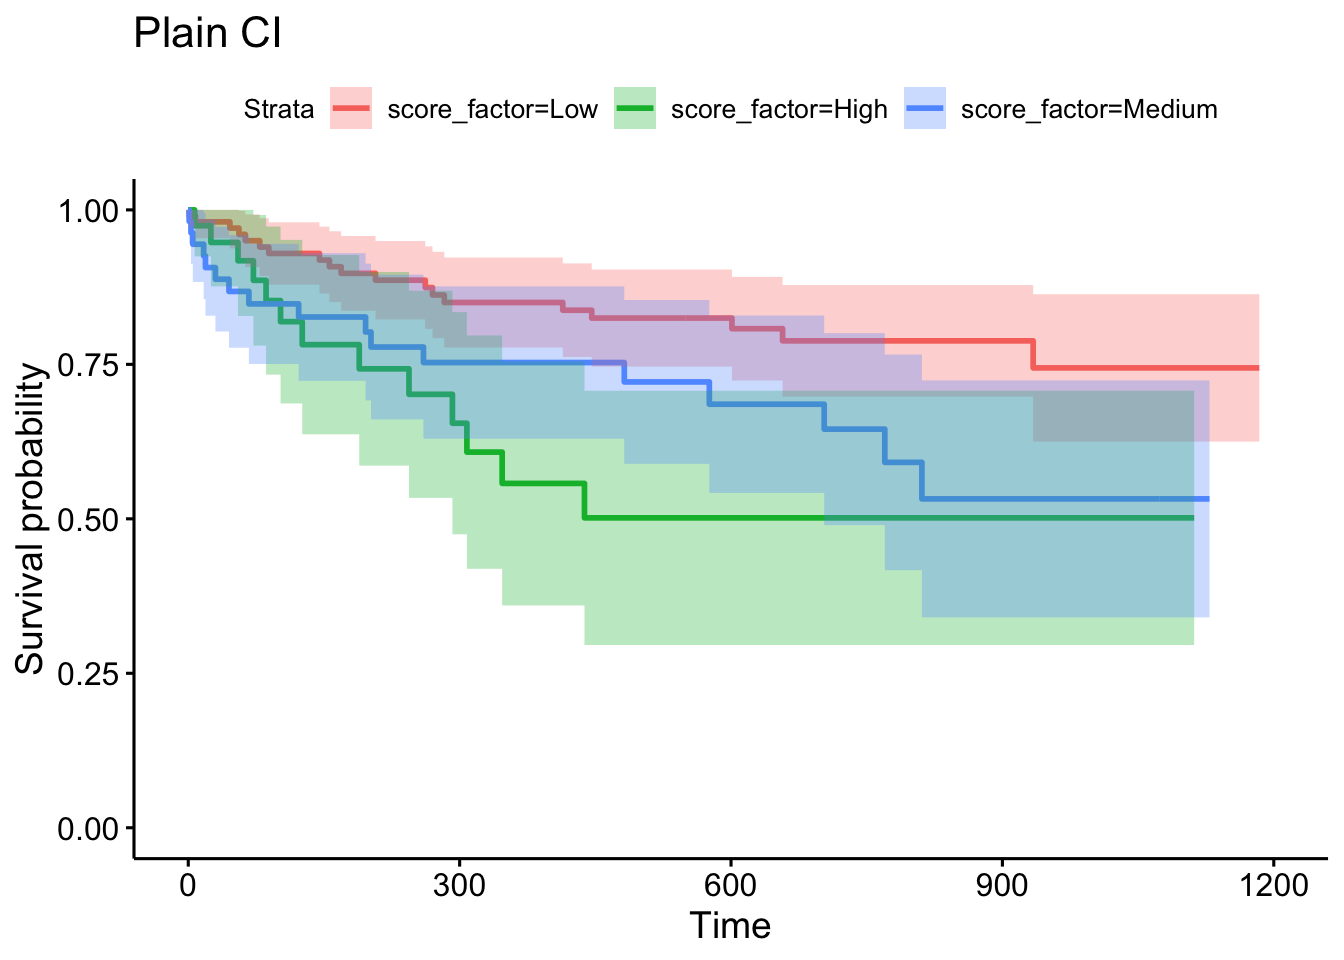 Plain CI
Strata score_factor=Low score_factor=High score_factor=Medium
1.00
0.75
0.50
0.25
0.00
Survival probability
0 300 600 900 1200
Time